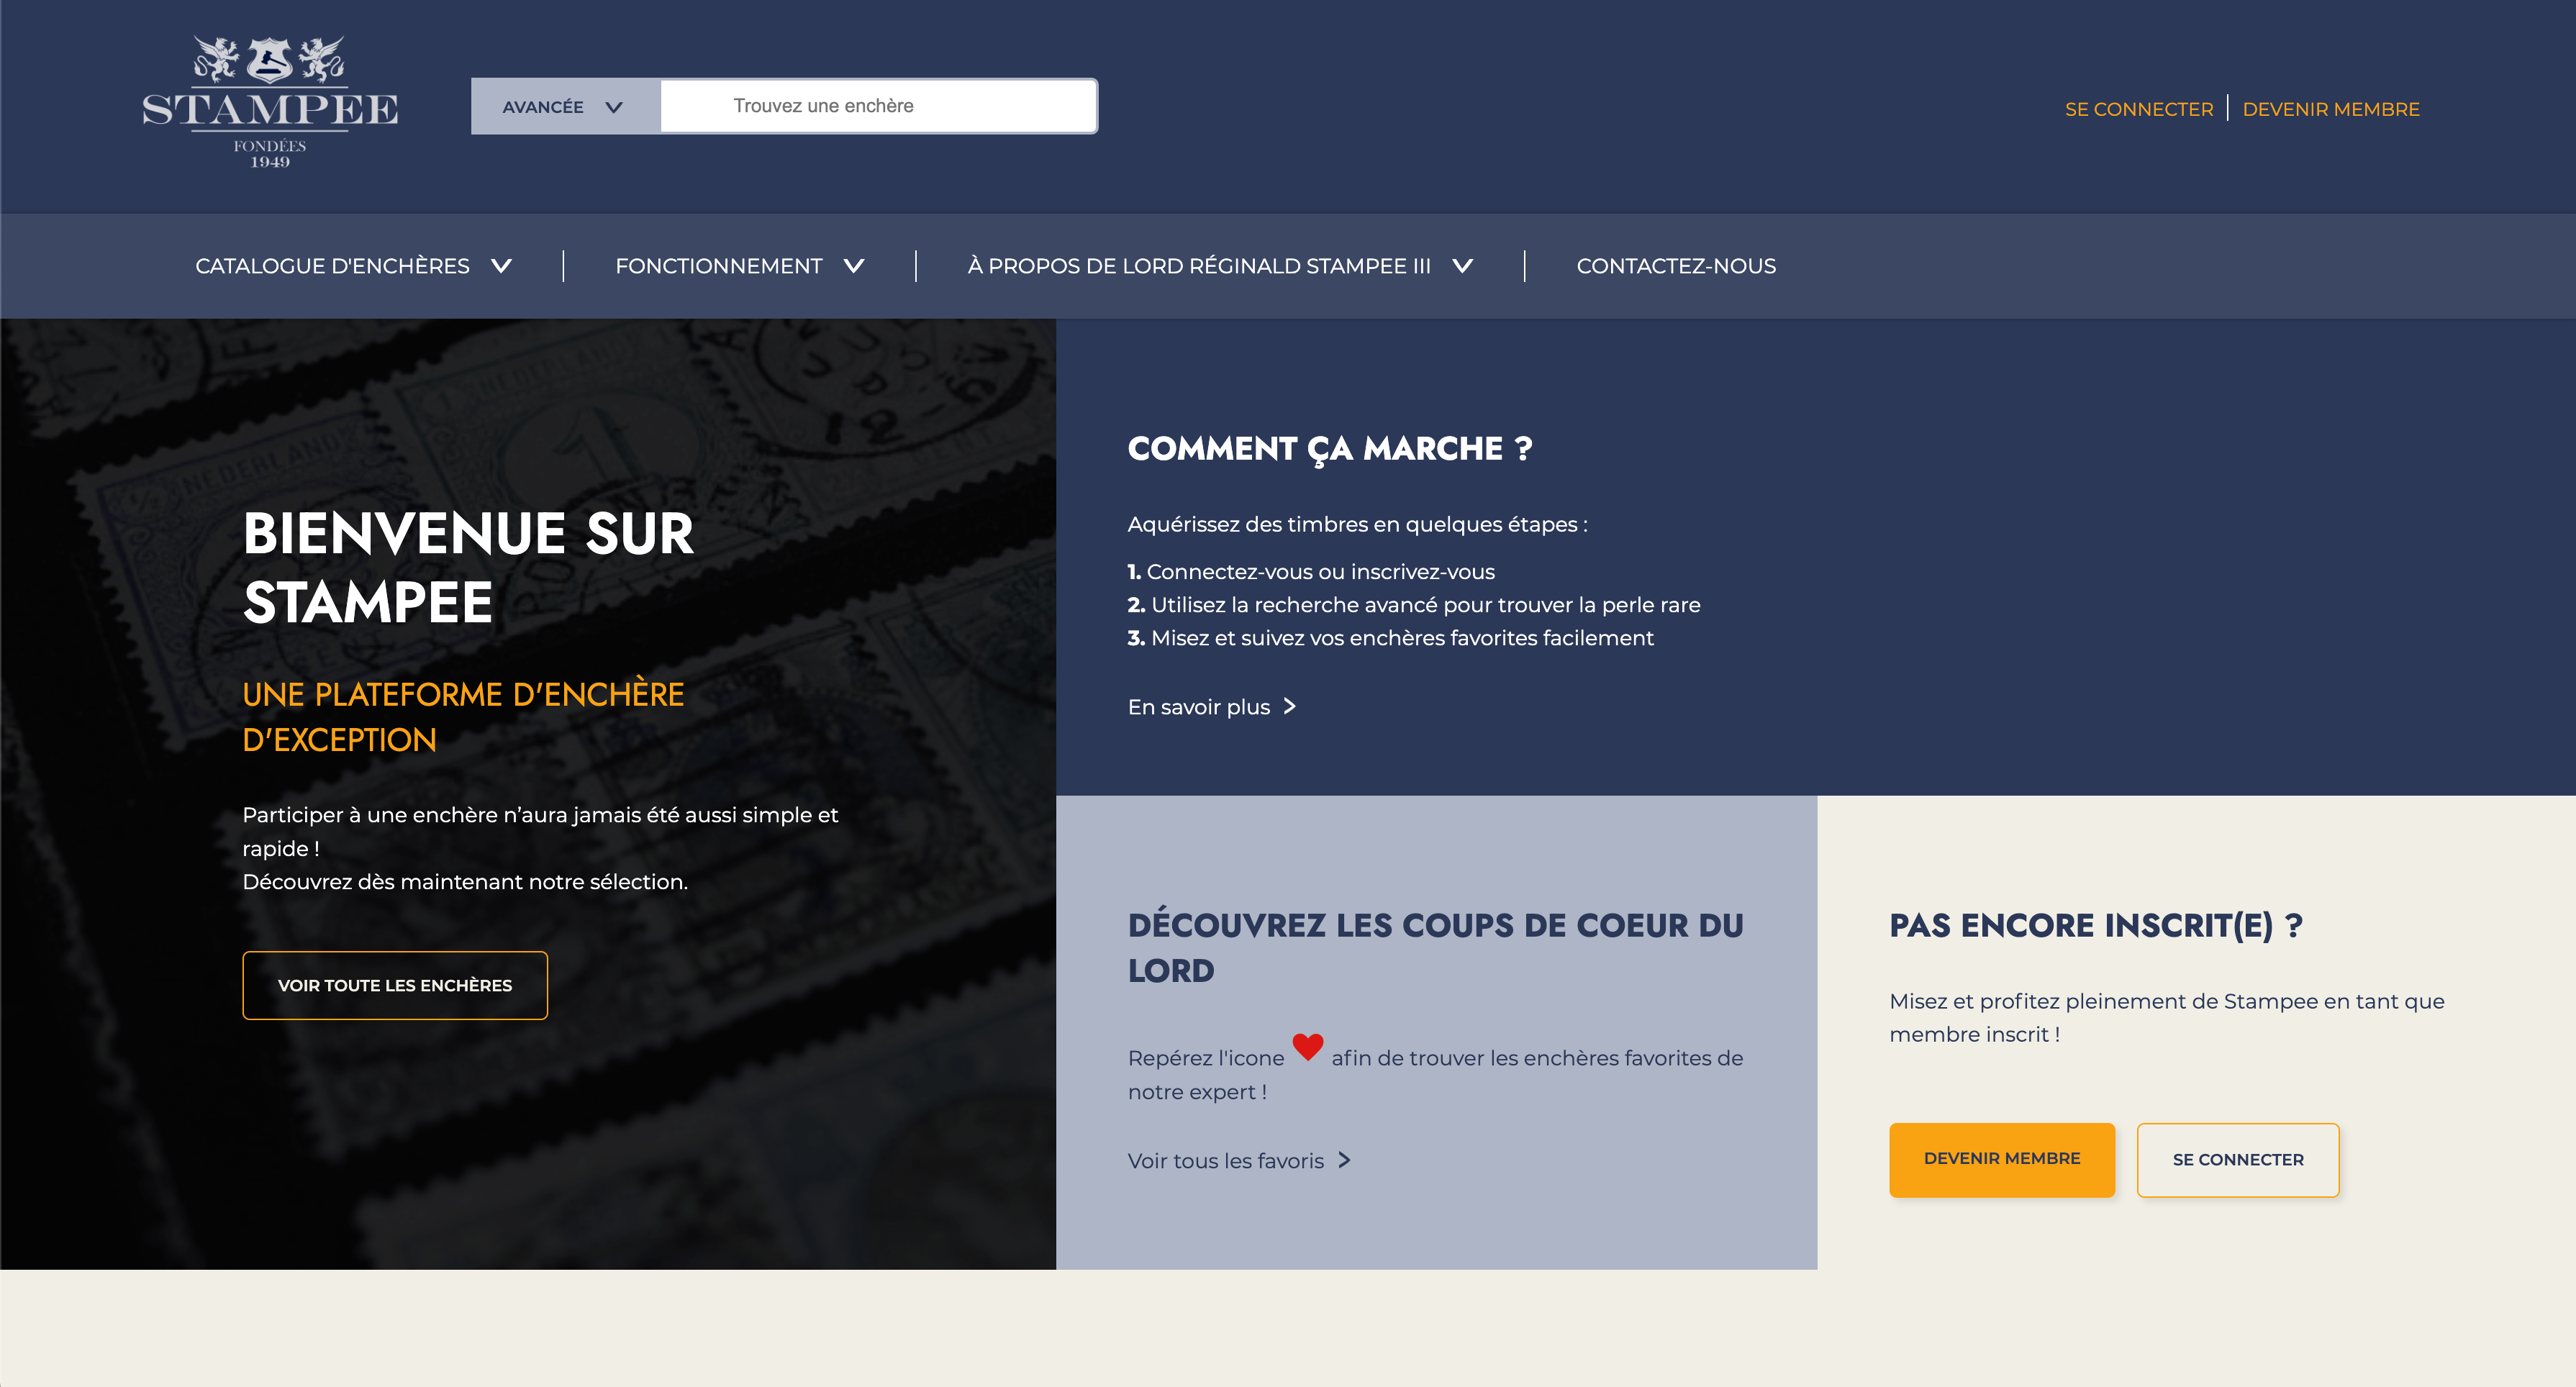 STAMPEE
FONDÉES
1949
AVANCÉE
Trouvez une enchère
SE CONNECTER
DEVENIR MEMBRE
CATALOGUE D'ENCHÈRES
FONCTIONNEMENT
À PROPOS DE LORD RÉGINALD STAMPEE III
CONTACTEZ-NOUS
BIENVENUE SUR
STAMPEE
UNE PLATEFORME D’ENCHÈRE
D’EXCEPTION
Participer à une enchère n’aura jamais été aussi simple et
rapide !
Découvrez dès maintenant notre sélection.
VOIR TOUTE LES ENCHÈRES
COMMENT ÇA MARCHE ?
Aquérissez des timbres en quelques étapes :
1. Connectez-vous ou inscrivez-vous
2. Utilisez la recherche avancé pour trouver la perle rare
3. Misez et suivez vos enchères favorites facilement
En savoir plus
DÉCOUVREZ LES COUPS DE COEUR DU
LORD
Repérez l'icone afin de trouver les enchères favorites de
notre expert !
Voir tous les favoris
PAS ENCORE INSCRIT(E) ?
Misez et profitez pleinement de Stampee en tant que
membre inscrit !
DEVENIR MEMBRE
SE CONNECTER